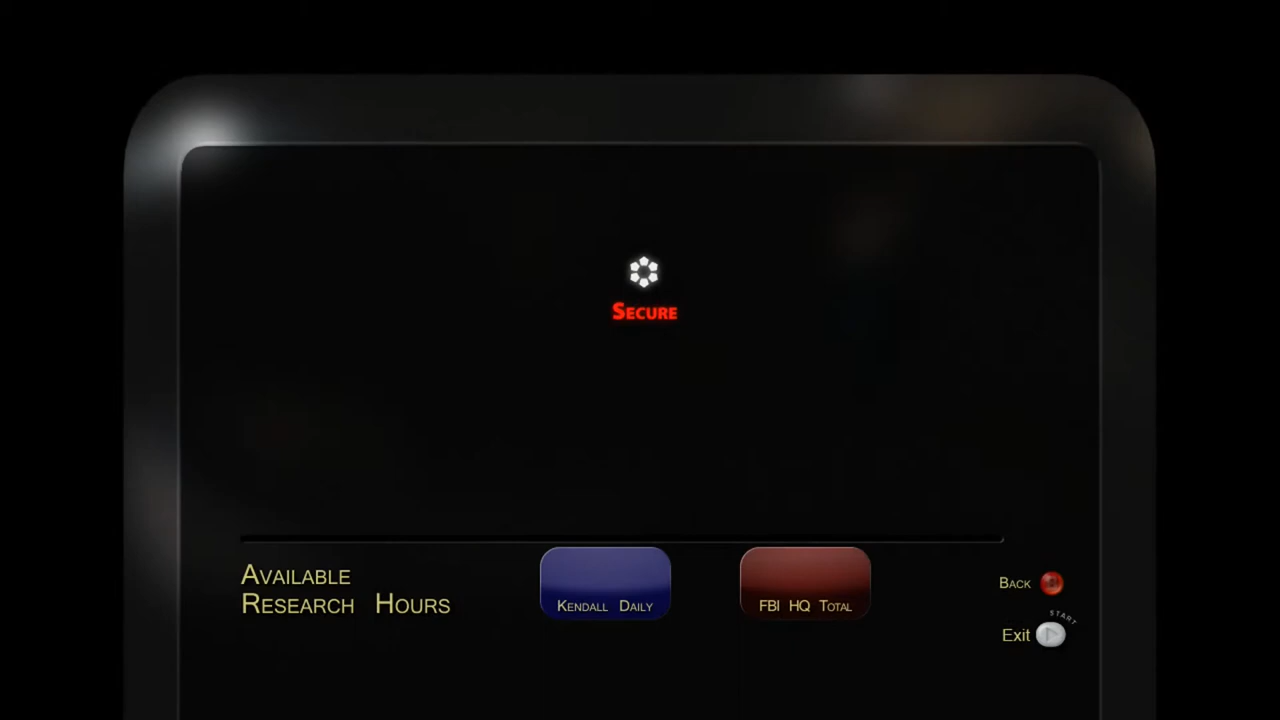 Secure
Available
Research Hours
Kendall Daily
FBI HQ Total
Back
START
Exit